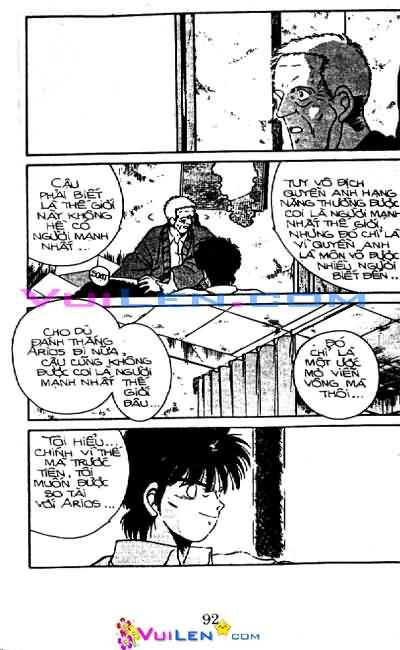 VuiLen.com
TUY VÔ ĐỊCH
QUYỀN ANH HẠNG
NẶNG THƯỜNG ĐƯỢC
COI LÀ NGƯỜI MẠNH
NHẤT THẾ GIỚI,
NHƯNG ĐÓ CHỈ LÀ
VÌ QUYỀN ANH
LÀ MÔN VÕ ĐƯỢC
NHIỀU NGƯỜI
BIẾT ĐẾN...
CẬU
PHẢI BIẾT
LÀ THẾ GIỚI
NÀY KHÔNG
HỀ CÓ
NGƯỜI MẠNH
NHẤT...
VuiLen.com
ĐÓ
CHỈ LÀ
MỘT ƯỚC
MƠ VIỄN
VÔNG MÀ
THÔI...
CHO DÙ
ĐÁNH THẮNG
ARIOS ĐI NỮA,
CẬU CŨNG KHÔNG
ĐƯỢC COI LÀ NGƯỜI
MẠNH NHẤT THẾ
GIỚI
ĐÂU...
TÔI HIỂU...
CHÍNH VÌ THẾ
MÀ TRƯỚC
TIÊN, TÔI
MUỐN ĐƯỢC
SO TÀI
VỚI ARIOS...
92
VuiLen.com